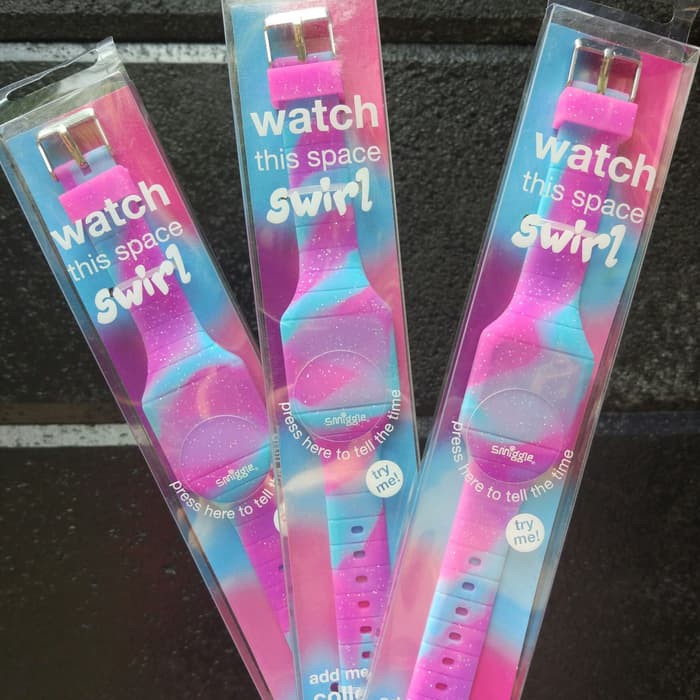 watch
this space
swirl
smiggle
press here to tell the time
watch
this space
swirl
smiggle
press here to tell the time
try
me!
add me
watch
this space
swirl
smiggle
press here to tell the time
try
me!